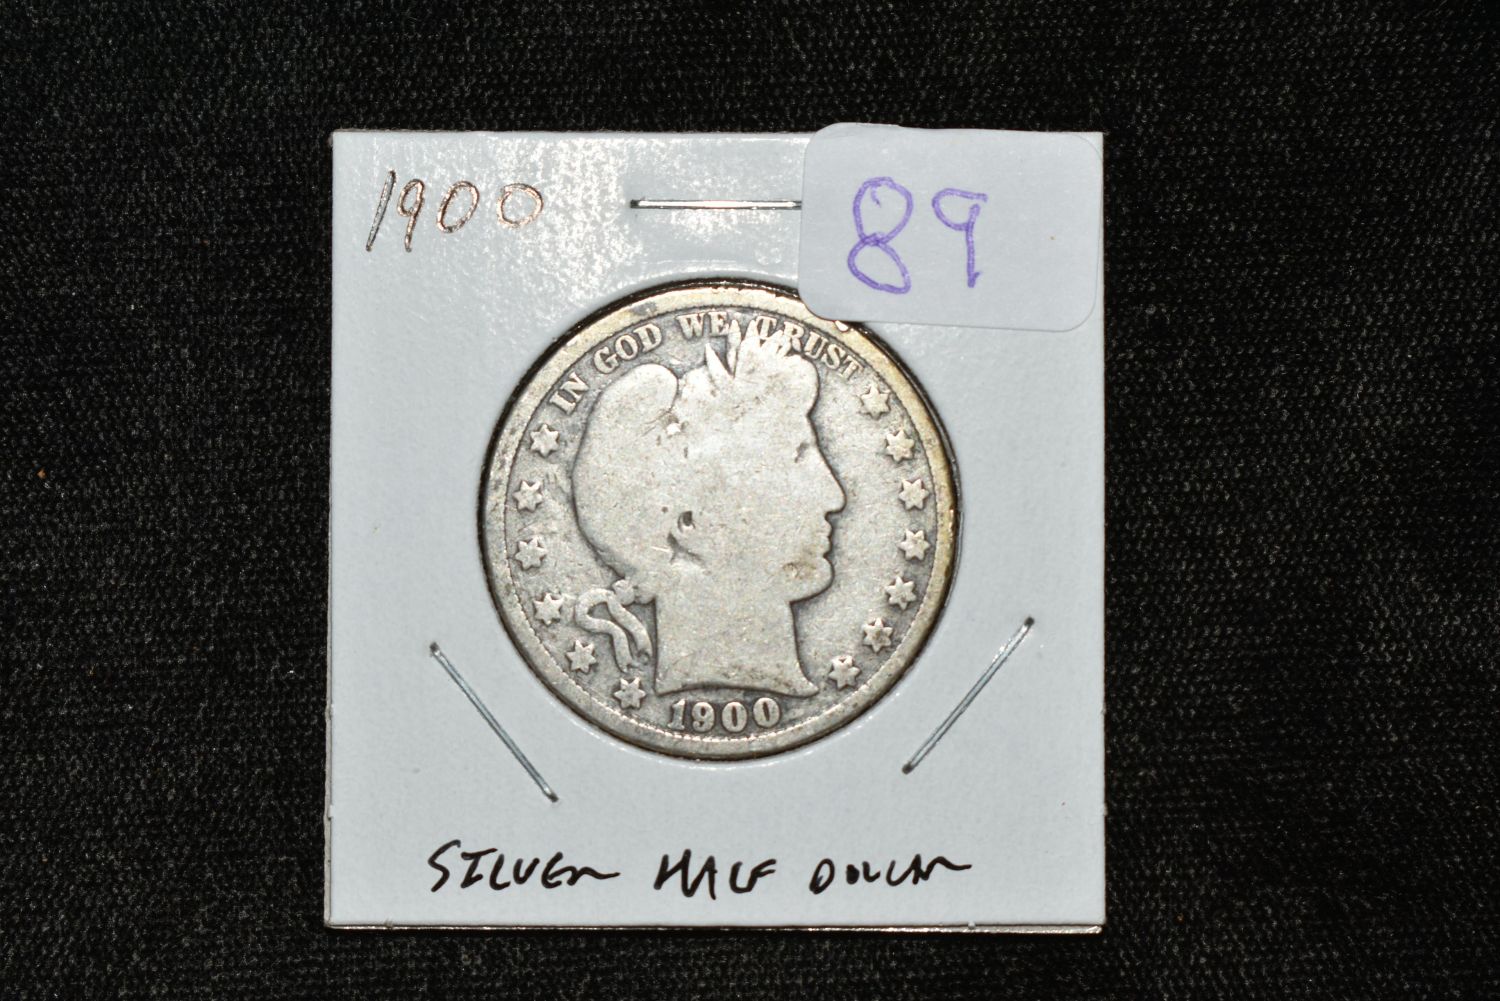 1900
89
IN GOD WE TRUST
1900
SILVER HALF DOLLAR